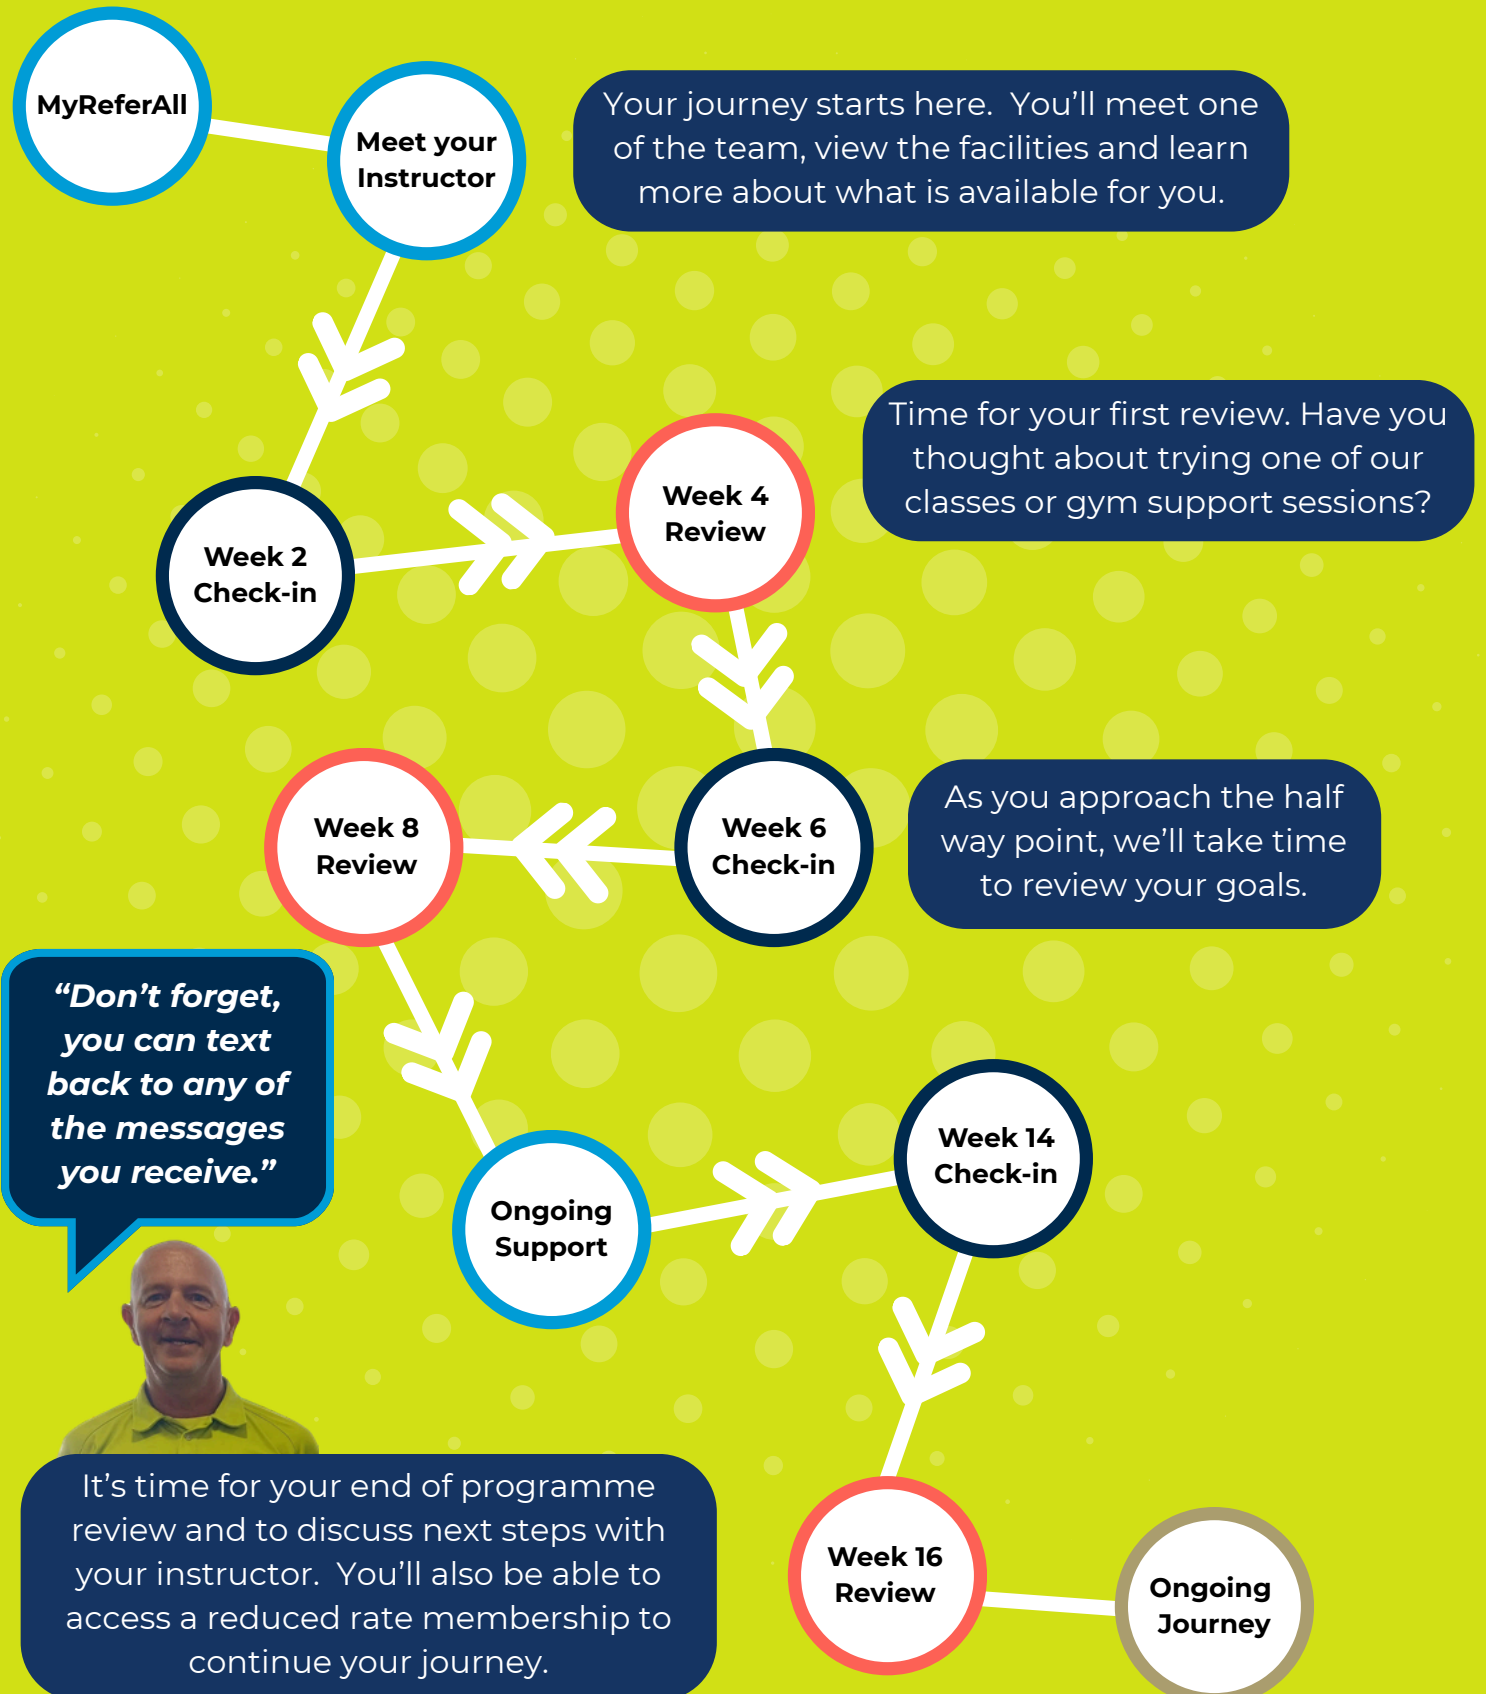 MyReferAll
Meet your
Instructor
Your journey starts here.  You’ll meet one
of the team, view the facilities and learn
more about what is available for you.
Week 2
Check-in
Week 4
Review
Time for your first review. Have you
thought about trying one of our
classes or gym support sessions?
Week 6
Check-in
As you approach the half
way point, we’ll take time
to review your goals.
Week 8
Review
“Don’t forget,
you can text
back to any of
the messages
you receive.”
Ongoing
Support
Week 14
Check-in
Week 16
Review
It’s time for your end of programme
review and to discuss next steps with
your instructor.  You’ll also be able to
access a reduced rate membership to
continue your journey.
Ongoing
Journey